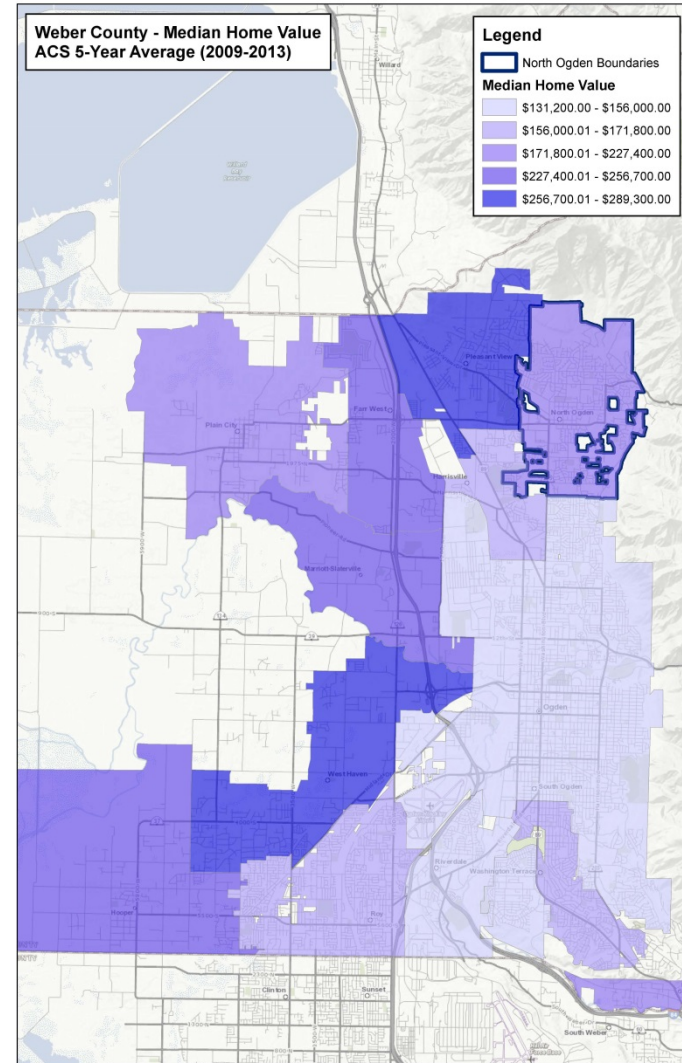 Weber County - Median Home Value
ACS 5-Year Average (2009-2013)
Legend
North Ogden Boundaries
Median Home Value
$131,200.00 - $156,000.00
$156,000.01 - $171,800.00
$171,800.01 - $227,400.00
$227,400.01 - $256,700.00
$256,700.01 - $289,300.00
Willard
Pleasant View
North Ogden
Farr West
Plain City
Harrisville
Marriott-Slaterville
Ogden
West Haven
South Ogden
Riverdale
Washington Terrace
Hooper
Roy
Clinton
Sunset
South Weber